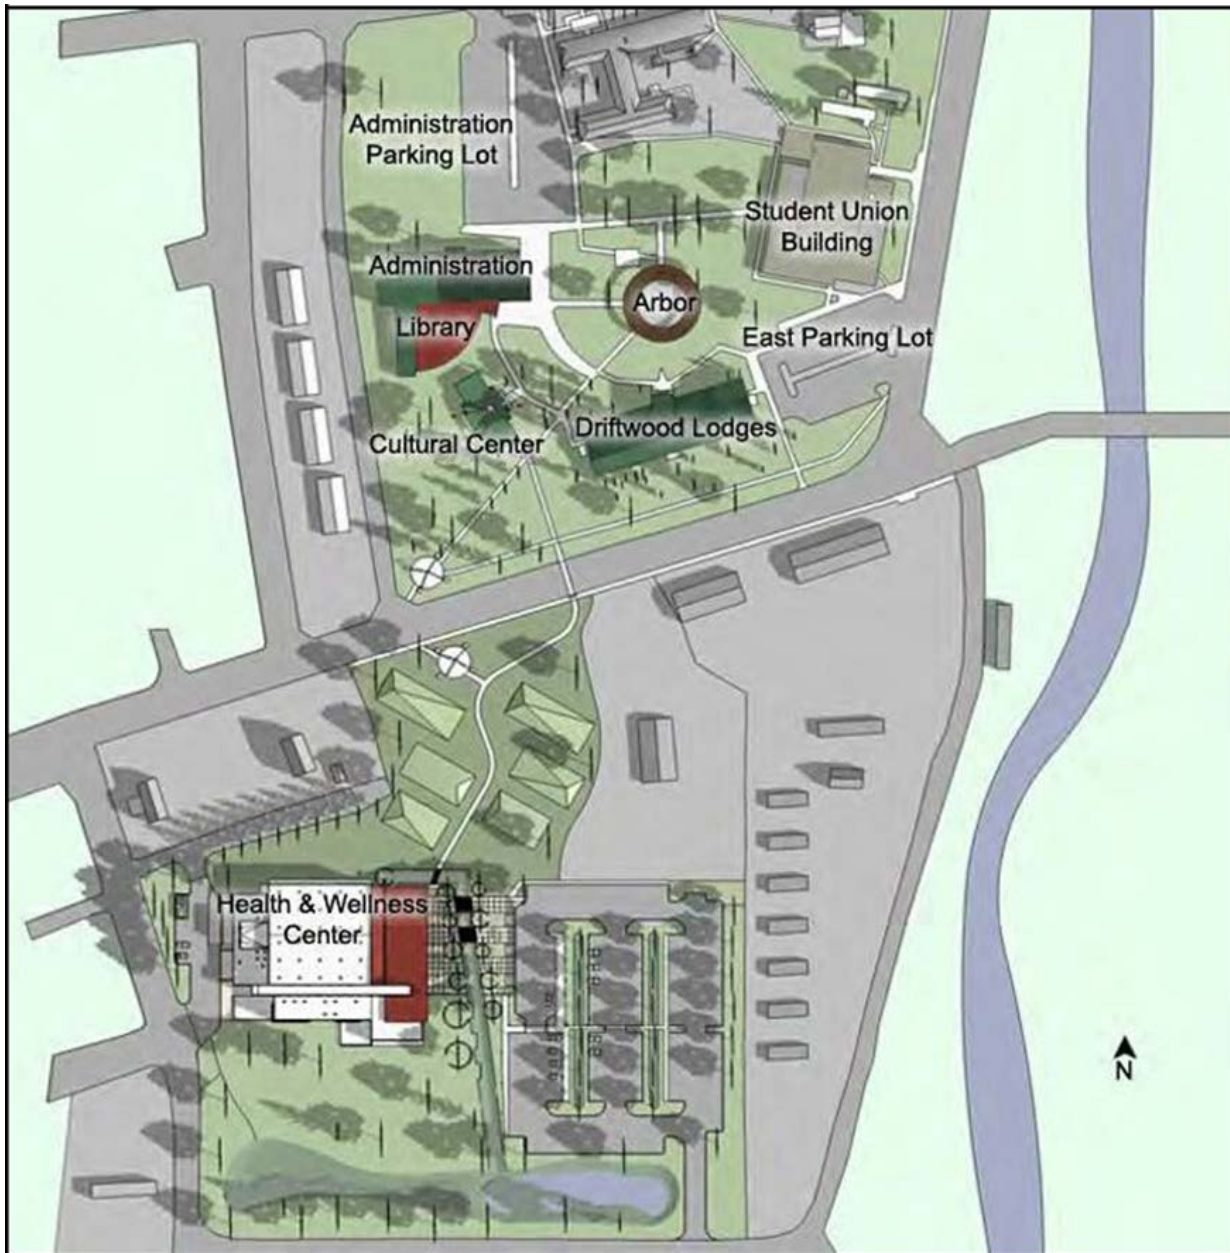 Administration
Parking Lot
Student Union
Building
Administration
Arbor
Library
East Parking Lot
Driftwood Lodges
Cultural Center
Health & Wellness
Center
N